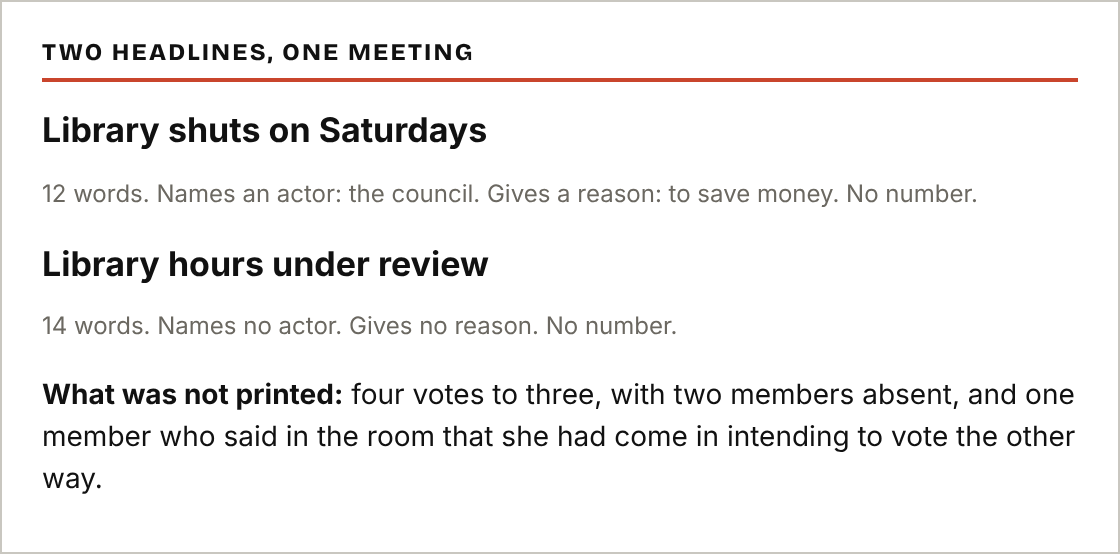 TWO HEADLINES, ONE MEETING
Library shuts on Saturdays
12 words. Names an actor: the council. Gives a reason: to save money. No number.
Library hours under review
14 words. Names no actor. Gives no reason. No number.
What was not printed: four votes to three, with two members absent, and one
member who said in the room that she had come in intending to vote the other
way.